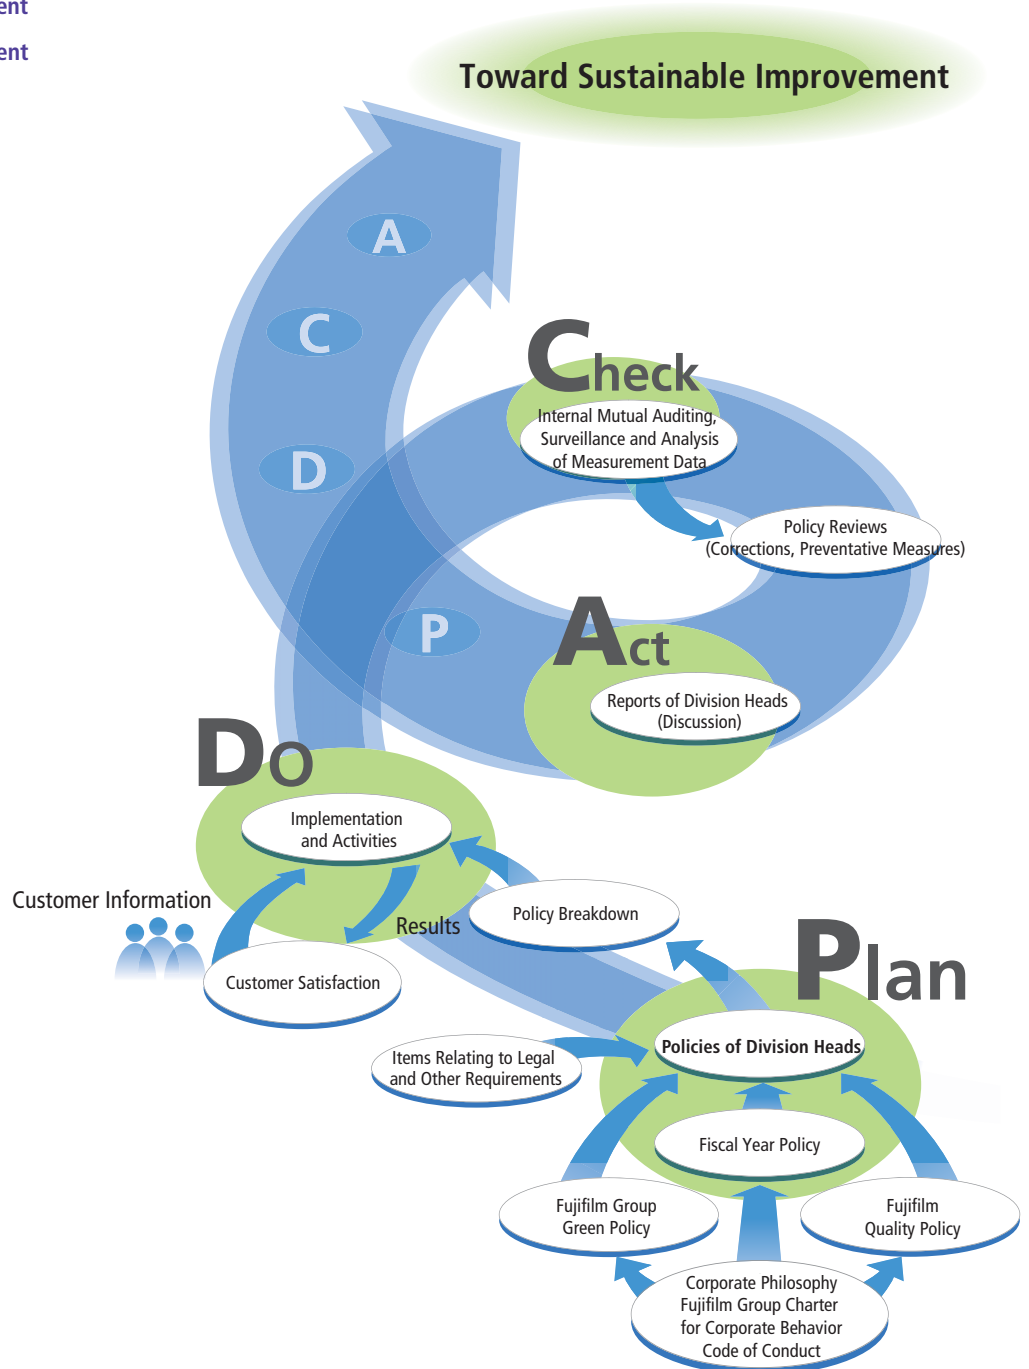 ent
ent
Toward Sustainable Improvement
A
C
D
P
Check
Internal Mutual Auditing,
Surveillance and Analysis
of Measurement Data
Policy Reviews
(Corrections, Preventative Measures)
Act
Reports of Division Heads
(Discussion)
Do
Implementation
and Activities
Customer Information
Results
Policy Breakdown
Customer Satisfaction
Plan
Policies of Division Heads
Items Relating to Legal
and Other Requirements
Fiscal Year Policy
Fujifilm Group
Green Policy
Fujifilm
Quality Policy
Corporate Philosophy
Fujifilm Group Charter
for Corporate Behavior
Code of Conduct